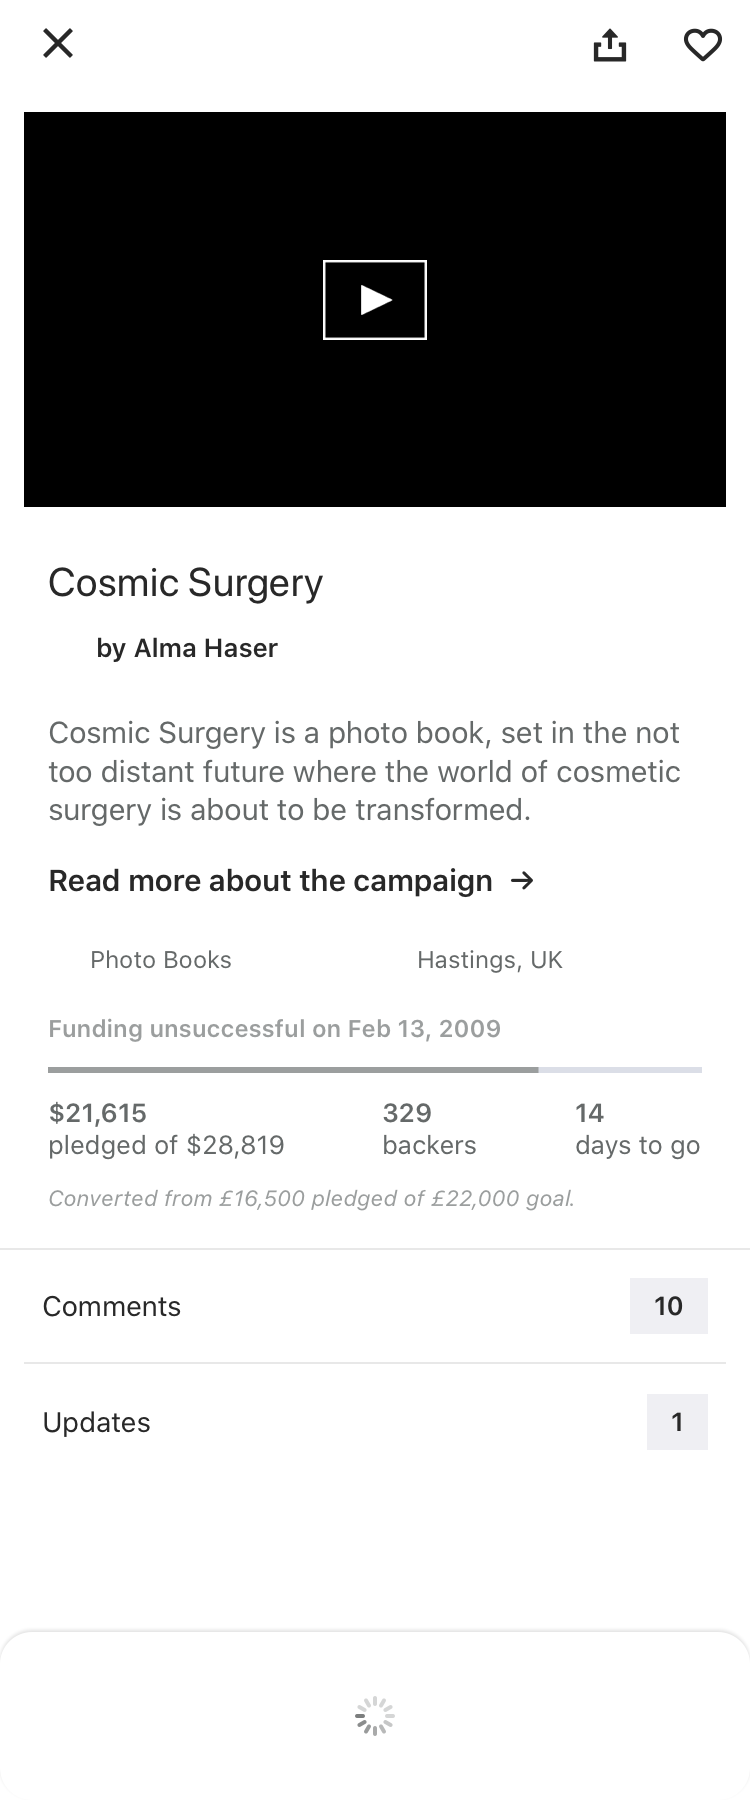 Cosmic Surgery
by Alma Haser
Cosmic Surgery is a photo book, set in the not
too distant future where the world of cosmetic
surgery is about to be transformed.
Read more about the campaign →
Photo Books
Hastings, UK
Funding unsuccessful on Feb 13, 2009
$21,615
pledged of $28,819
329
backers
14
days to go
Converted from £16,500 pledged of £22,000 goal.
Comments
10
Updates
1